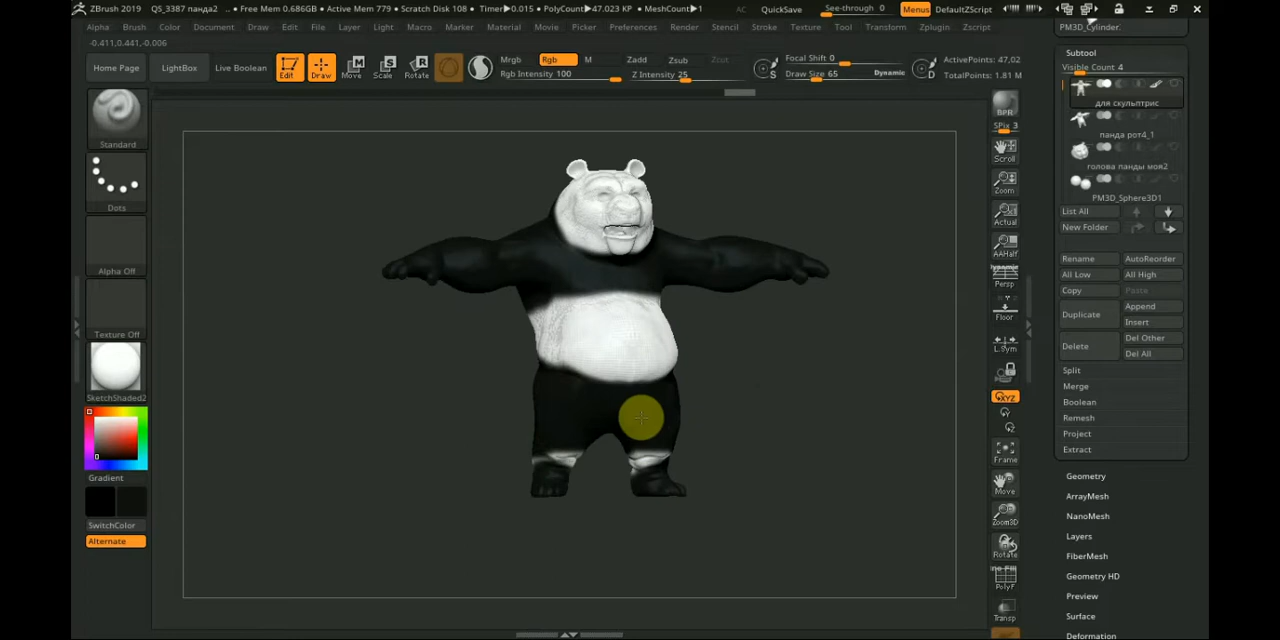 ZBrush 2019 QS_3387 панда2 .. • Free Mem 0.686GB • Active Mem 779 • Scratch Disk 108 • Timer▶0.015 • PolyCount▶47.023 KP • MeshCount▶1 AC QuickSave See-through 0 Menus DefaultZScript
PM3D_Cylinder.
Alpha Brush Color Document Draw Edit File Layer Light Macro Marker Material Movie Picker Preferences Render Stencil Stroke Texture Tool Transform Zplugin Zscript
-0.411,0.441,-0.006
Home Page LightBox Live Boolean Edit Draw Move Scale Rotate
Mrgb Rgb M Zadd Zsub Zcut
Rgb Intensity 100 Z Intensity 25
Focal Shift 0
Draw Size 65 Dynamic
ActivePoints: 47,02
TotalPoints: 1.81 M
Standard
Dots
Alpha Off
Texture Off
SketchShaded2
Gradient
SwitchColor
Alternate
BPR
SPix 3
Scroll
Zoom
Actual
AAHalf
Dynamic
Persp
Floor
L.Sym
XYZ
Frame
Move
Zoom3D
Rotate
PolyF
Transp
Subtool
Visible Count 4
для скульптрис
панда рот4_1
голова панды моя2
PM3D_Sphere3D1
List All
New Folder
Rename AutoReorder
All Low All High
Copy Paste
Duplicate Append
Insert
Delete Del Other
Del All
Split
Merge
Boolean
Remesh
Project
Extract
Geometry
ArrayMesh
NanoMesh
Layers
FiberMesh
Geometry HD
Preview
Surface
Deformation